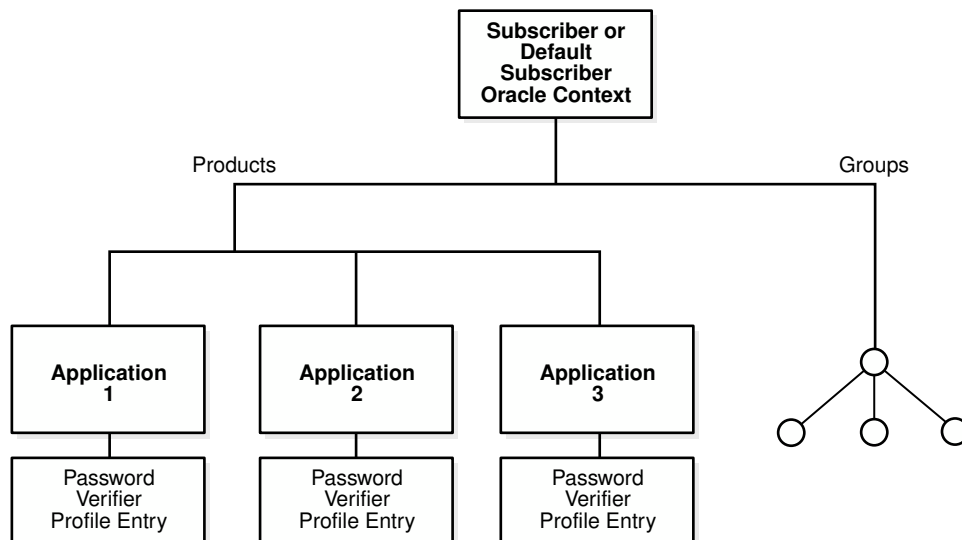 Subscriber or
Default
Subscriber
Oracle Context
Products
Groups
Application
1
Application
2
Application
3
Password
Verifier
Profile Entry
Password
Verifier
Profile Entry
Password
Verifier
Profile Entry